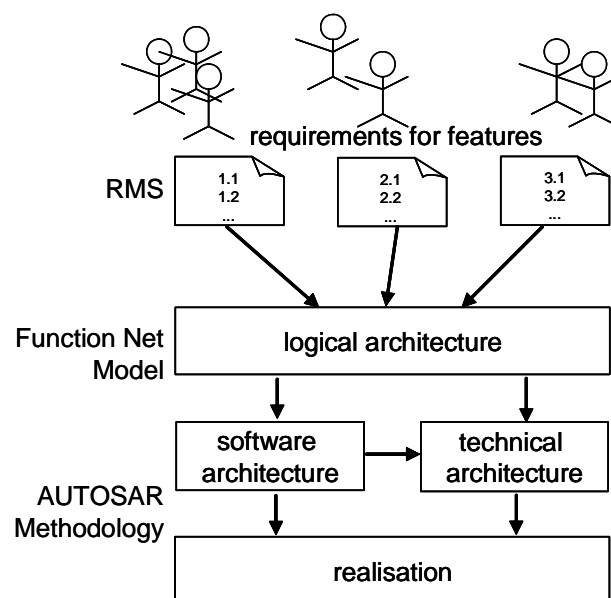 requirements for features
RMS
1.1
1.2
...
2.1
2.2
...
3.1
3.2
...
Function Net
Model
logical architecture
software
architecture
technical
architecture
AUTOSAR
Methodology
realisation